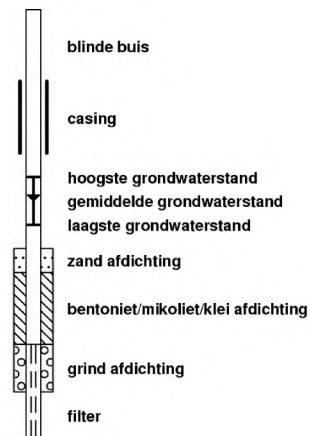 blinde buis
casing
hoogste grondwaterstand
gemiddelde grondwaterstand
laagste grondwaterstand
zand afdichting
bentoniet/mikoliet/klei afdichting
grind afdichting
filter